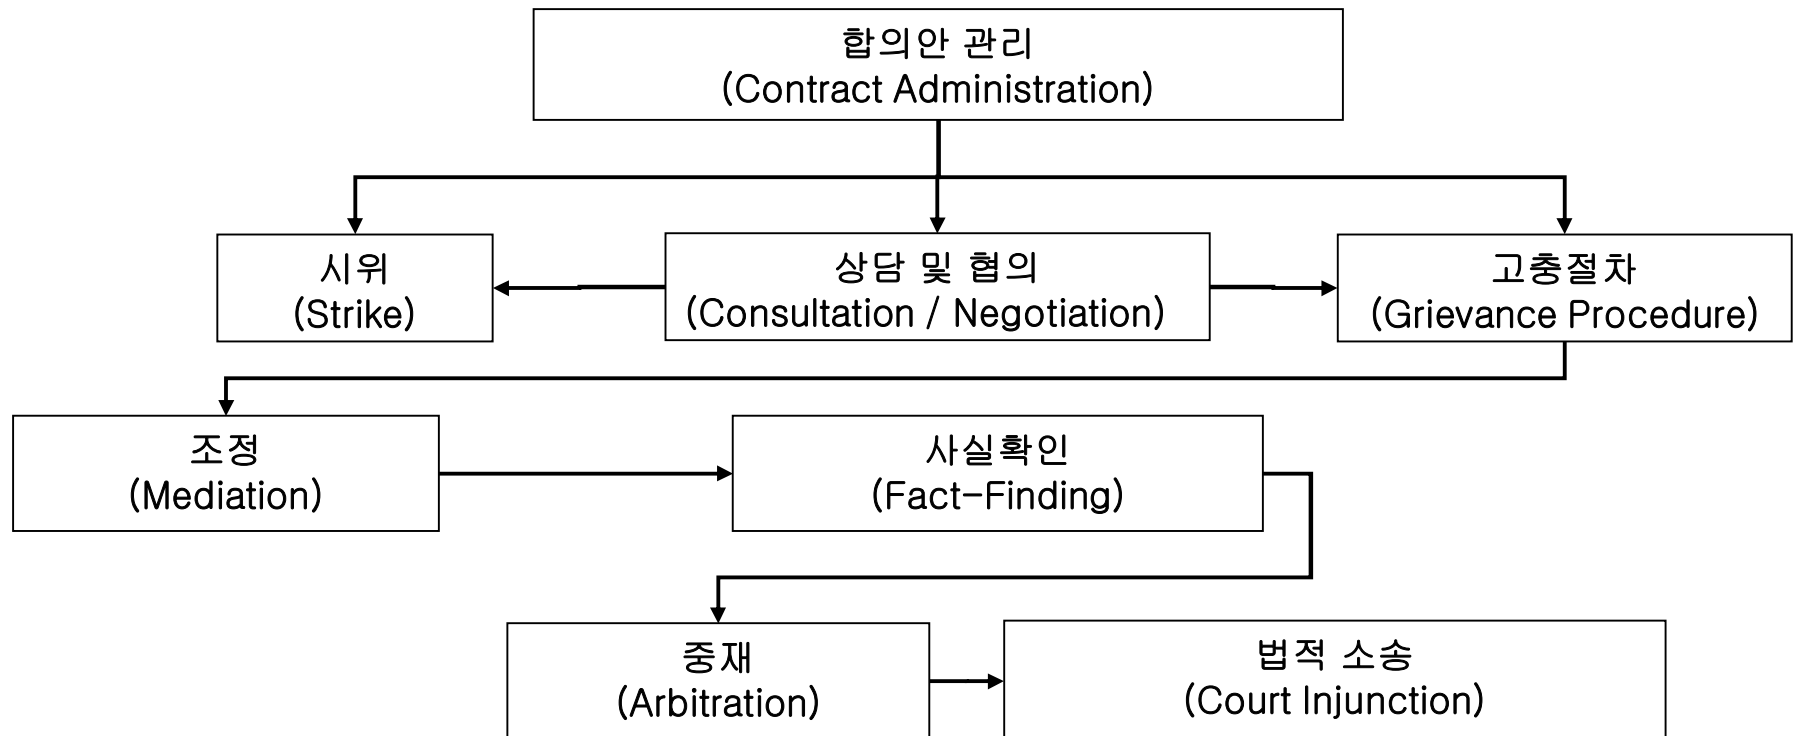 합의안 관리
(Contract Administration)
시위
(Strike)
상담 및 협의
(Consultation / Negotiation)
고충절차
(Grievance Procedure)
조정
(Mediation)
사실확인
(Fact-Finding)
중재
(Arbitration)
법적 소송
(Court Injunction)